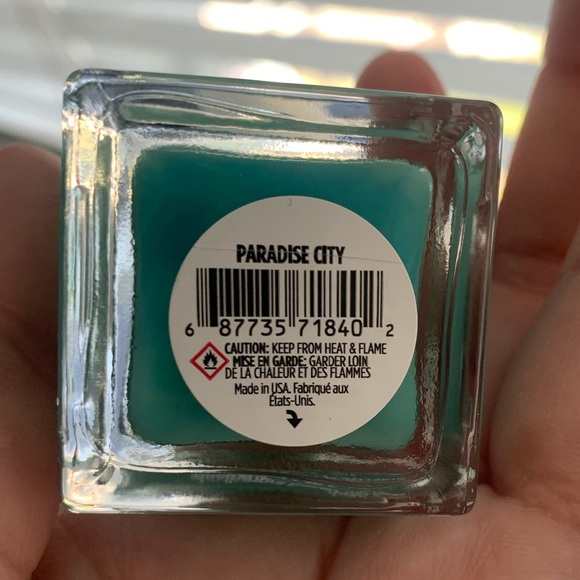 PARADISE CITY
6 87735 71840 2
CAUTION: KEEP FROM HEAT & FLAME
MISE EN GARDE: GARDER LOIN
DE LA CHALEUR ET DES FLAMMES
Made in USA. Fabriqué aux
États-Unis.